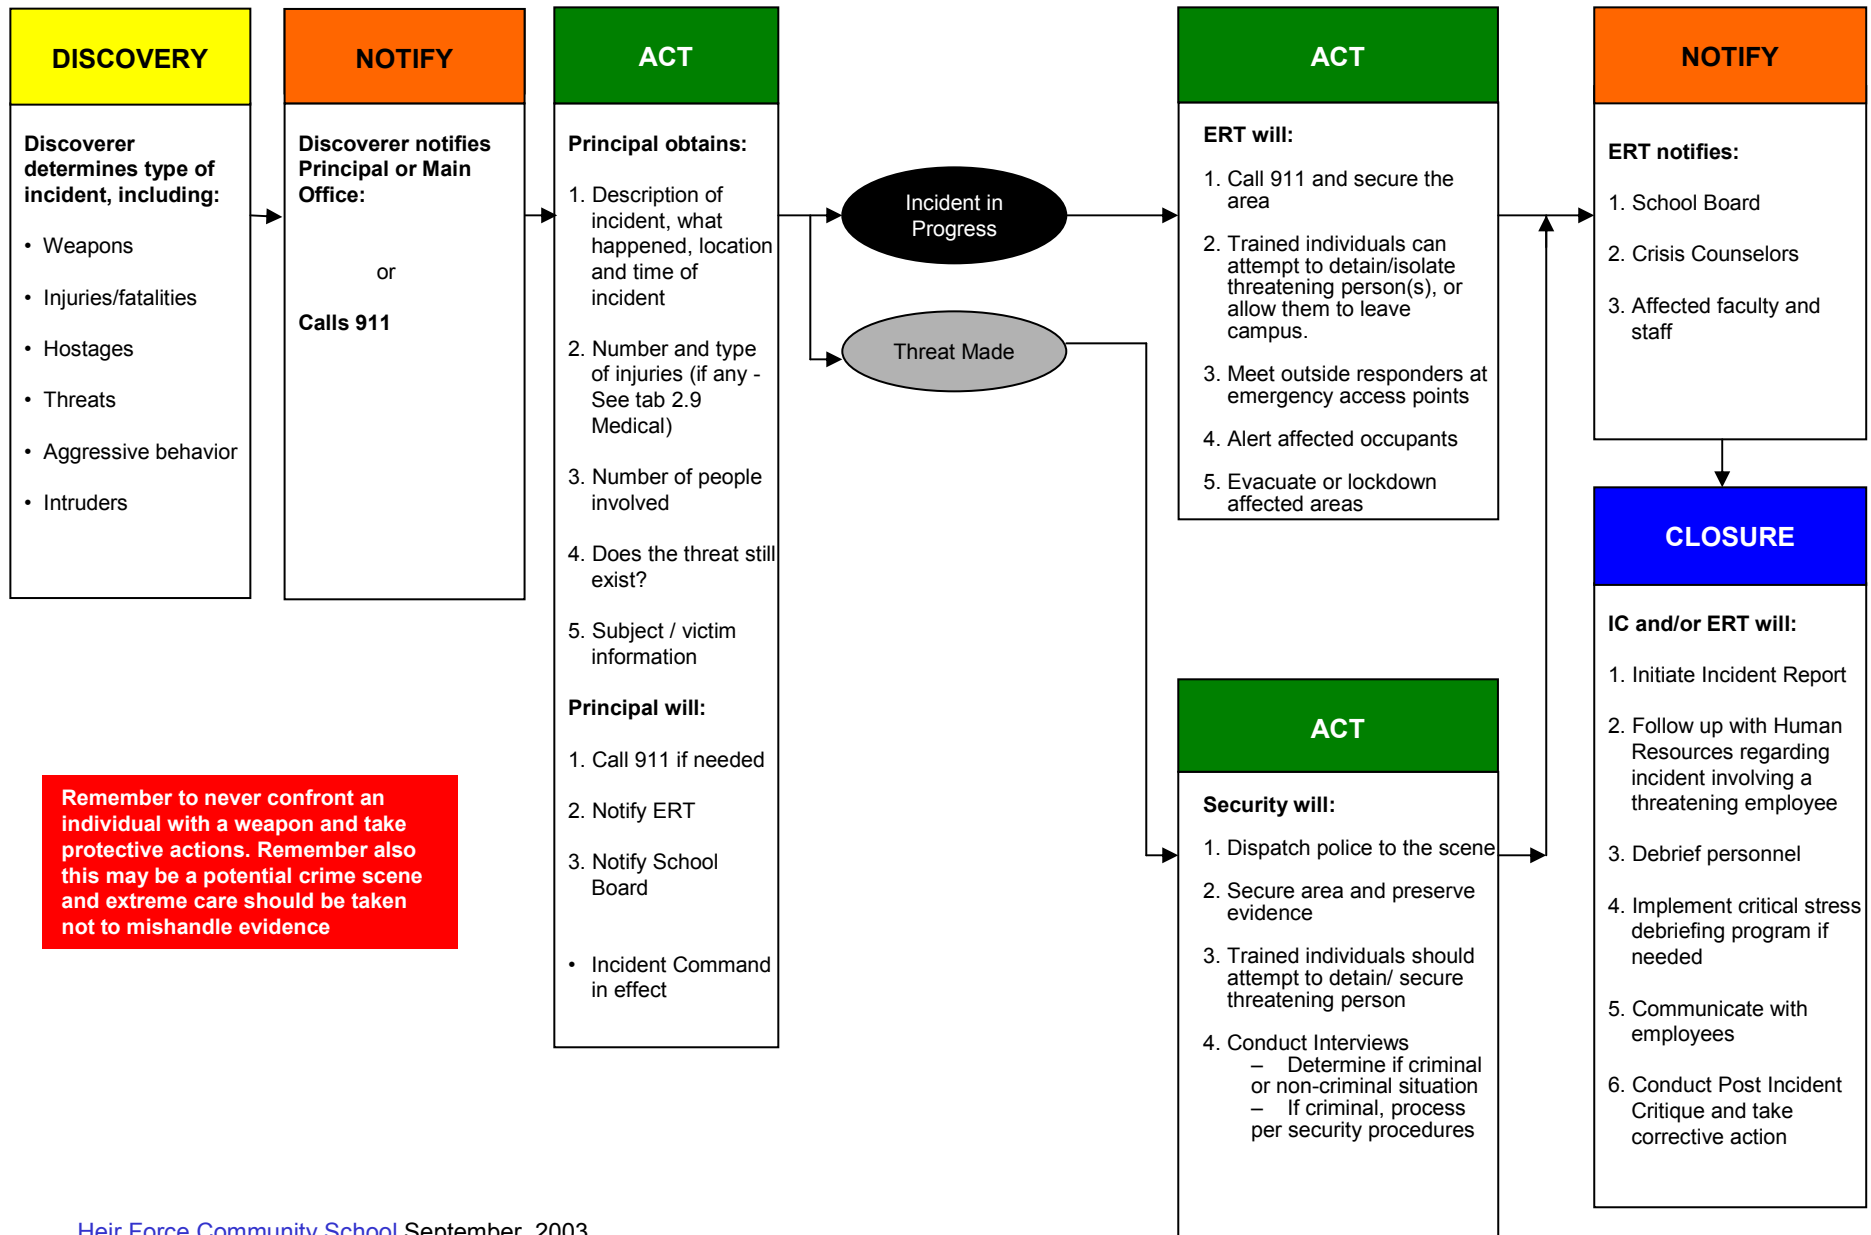 DISCOVERY
Discoverer
determines type of
incident, including:
• Weapons
• Injuries/fatalities
• Hostages
• Threats
• Aggressive behavior
• Intruders
NOTIFY
Discoverer notifies
Principal or Main
Office:
or
Calls 911
ACT
Principal obtains:
1. Description of
incident, what
happened, location
and time of
incident
2. Number and type
of injuries (if any -
See tab 2.9
Medical)
3. Number of people
involved
4. Does the threat still
exist?
5. Subject / victim
information
Principal will:
1. Call 911 if needed
2. Notify ERT
3. Notify School
Board
• Incident Command
in effect
Incident in
Progress
Threat Made
ACT
ERT will:
1. Call 911 and secure the
area
2. Trained individuals can
attempt to detain/isolate
threatening person(s), or
allow them to leave
campus.
3. Meet outside responders at
emergency access points
4. Alert affected occupants
5. Evacuate or lockdown
affected areas
ACT
Security will:
1. Dispatch police to the scene
2. Secure area and preserve
evidence
3. Trained individuals should
attempt to detain/ secure
threatening person
4. Conduct Interviews
– Determine if criminal
or non-criminal situation
– If criminal, process
per security procedures
NOTIFY
ERT notifies:
1. School Board
2. Crisis Counselors
3. Affected faculty and
staff
CLOSURE
IC and/or ERT will:
1. Initiate Incident Report
2. Follow up with Human
Resources regarding
incident involving a
threatening employee
3. Debrief personnel
4. Implement critical stress
debriefing program if
needed
5. Communicate with
employees
6. Conduct Post Incident
Critique and take
corrective action
Remember to never confront an
individual with a weapon and take
protective actions. Remember also
this may be a potential crime scene
and extreme care should be taken
not to mishandle evidence
Heir Force Community School September, 2003